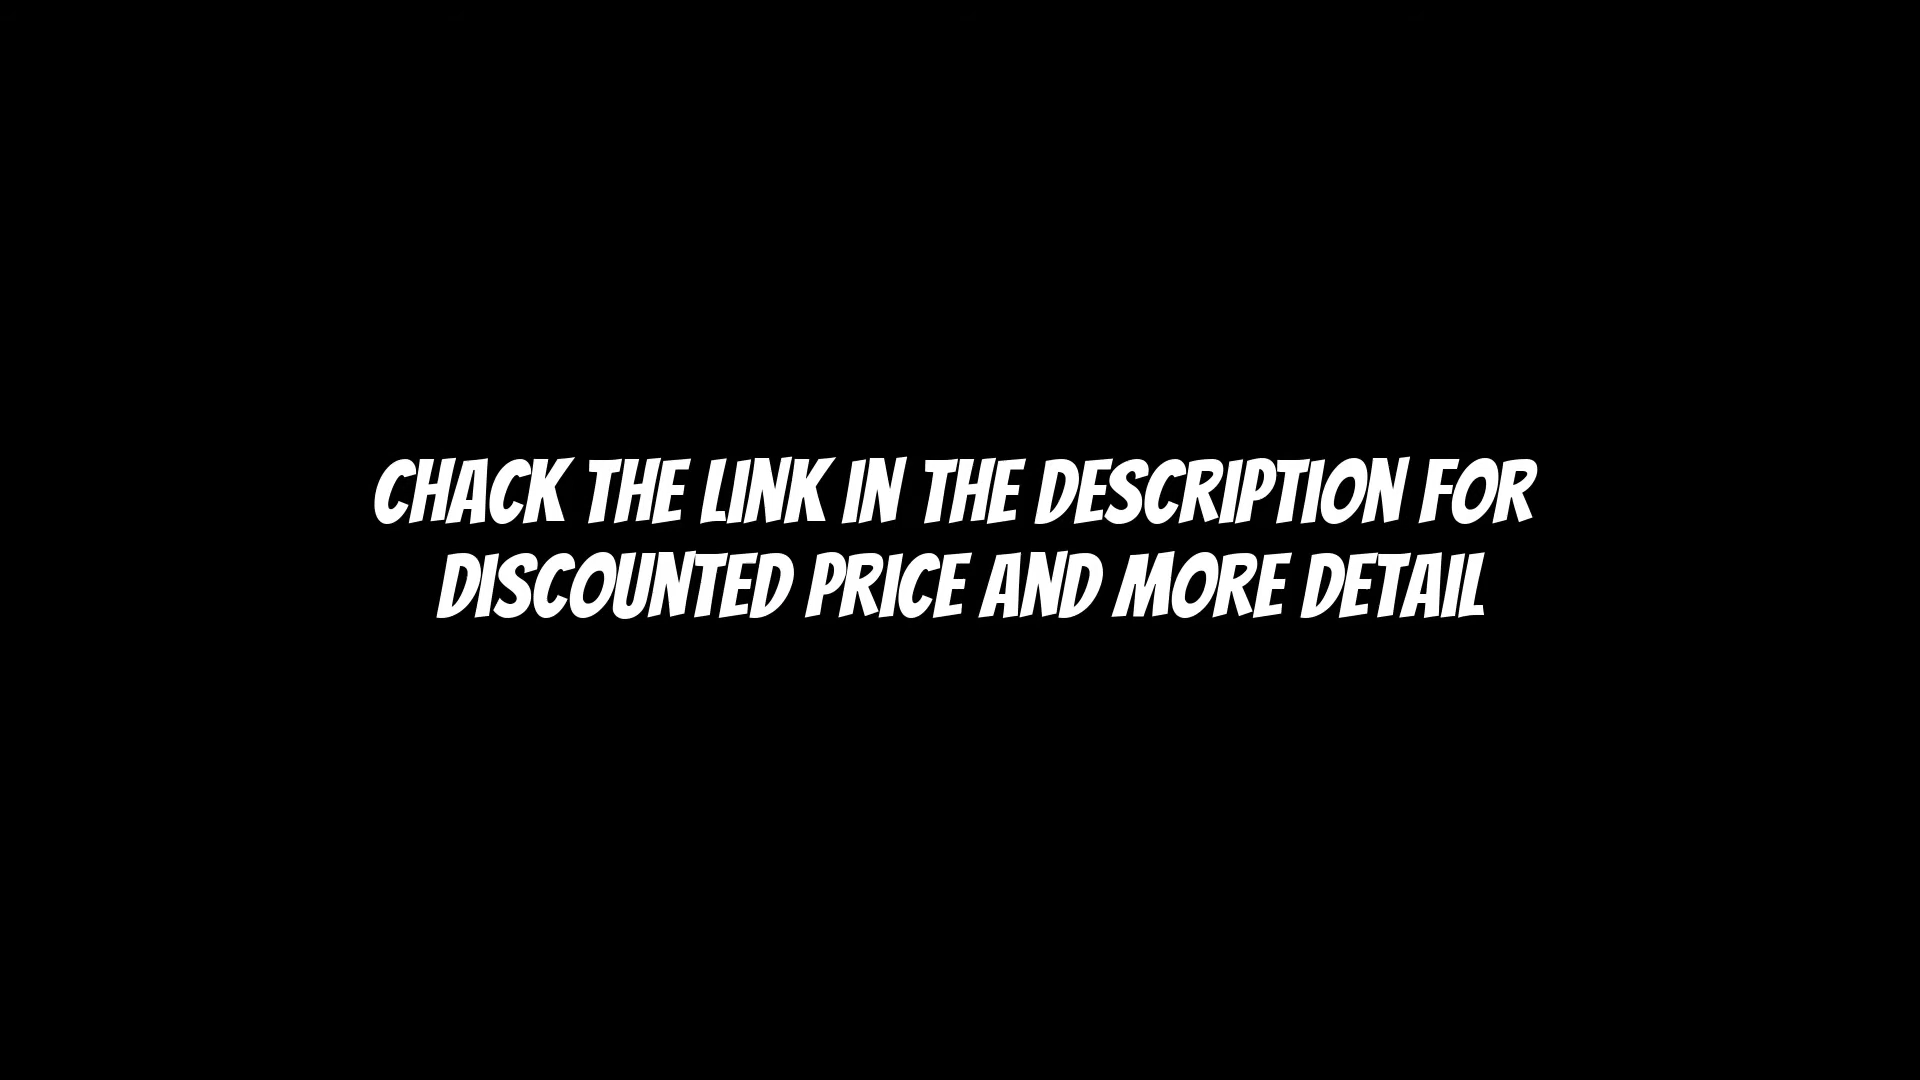 CHACK THE LINK IN THE DESCRIPTION FOR
DISCOUNTED PRICE AND MORE DETAIL